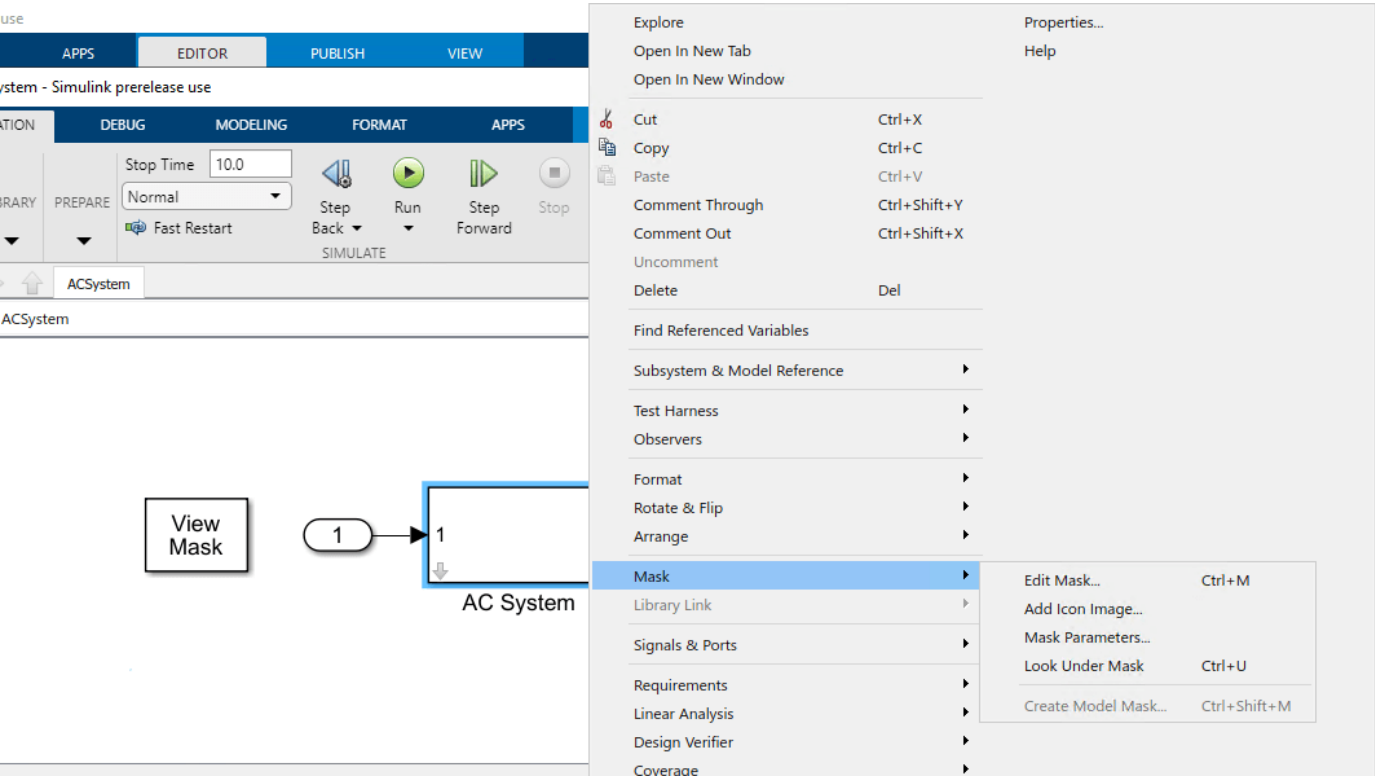 use
APPS EDITOR PUBLISH VIEW
- Simulink prerelease use
DEBUG MODELING FORMAT APPS
Stop Time 10.0
Normal
Fast Restart
PREPARE
Step Back
Run
Step Forward
Stop
SIMULATE
ACSystem
ACSystem
View
Mask
1
1
AC System
Explore
Open In New Tab
Open In New Window
Cut Ctrl+X
Copy Ctrl+C
Paste Ctrl+V
Comment Through Ctrl+Shift+Y
Comment Out Ctrl+Shift+X
Uncomment
Delete Del
Find Referenced Variables
Subsystem & Model Reference
Test Harness
Observers
Format
Rotate & Flip
Arrange
Mask
Library Link
Signals & Ports
Requirements
Linear Analysis
Design Verifier
Coverage
Properties...
Help
Edit Mask... Ctrl+M
Add Icon Image...
Mask Parameters...
Look Under Mask Ctrl+U
Create Model Mask... Ctrl+Shift+M